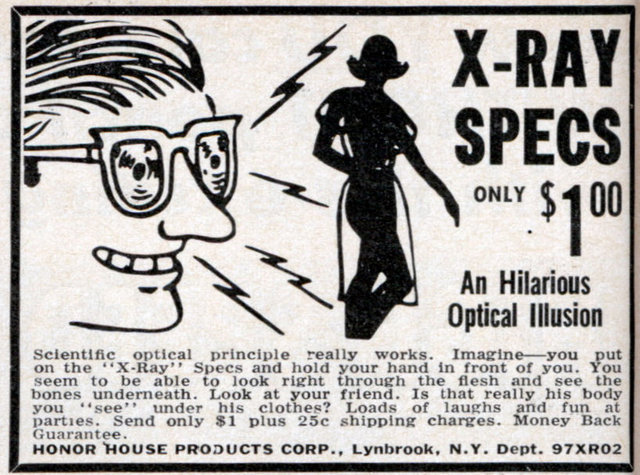 X-RAY
SPECS
ONLY $1 00
An Hilarious
Optical Illusion
Scientific optical principle really works. Imagine—you put
on the "X-Ray" Specs and hold your hand in front of you. You
seem to be able to look right through the flesh and see the
bones underneath. Look at your friend. Is that really his body
you "see" under his clothes? Loads of laughs and fun at
parties. Send only $1 plus 25c shipping charges. Money Back
Guarantee.
HONOR HOUSE PRODUCTS CORP., Lynbrook, N.Y. Dept. 97XR02